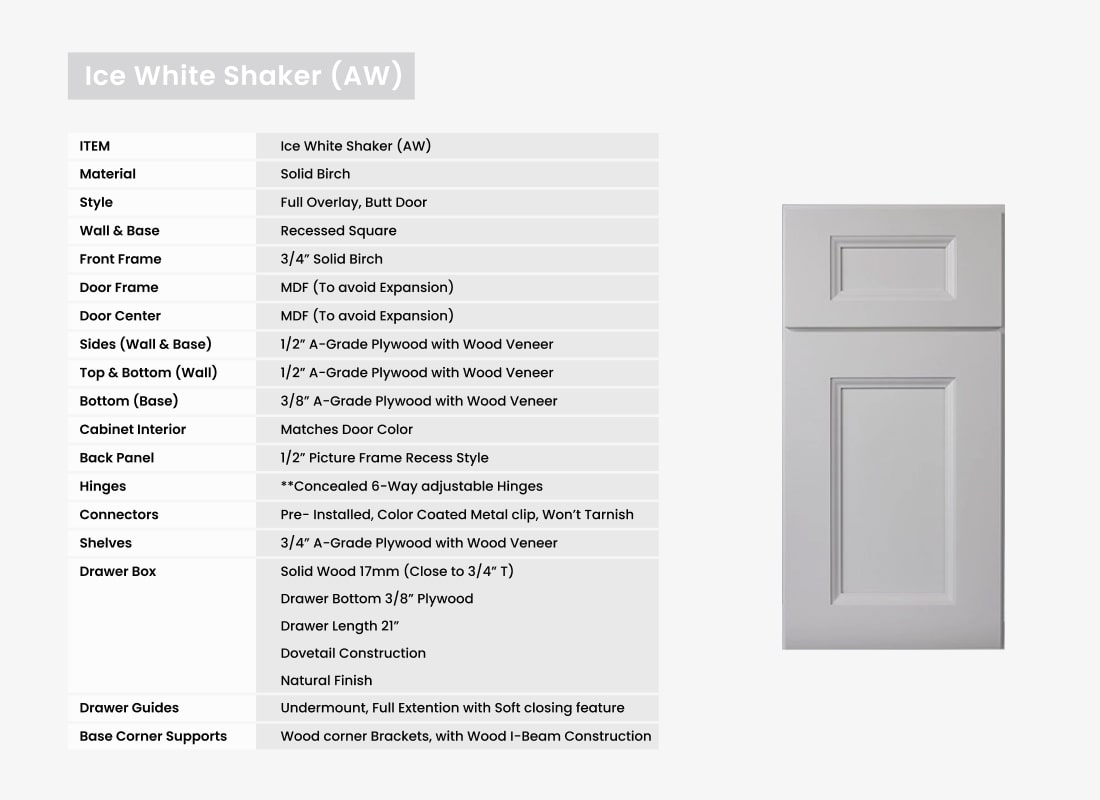 Ice White Shaker (AW)
ITEM Ice White Shaker (AW)
Material Solid Birch
Style Full Overlay, Butt Door
Wall & Base Recessed Square
Front Frame 3/4” Solid Birch
Door Frame MDF (To avoid Expansion)
Door Center MDF (To avoid Expansion)
Sides (Wall & Base) 1/2” A-Grade Plywood with Wood Veneer
Top & Bottom (Wall) 1/2” A-Grade Plywood with Wood Veneer
Bottom (Base) 3/8” A-Grade Plywood with Wood Veneer
Cabinet Interior Matches Door Color
Back Panel 1/2” Picture Frame Recess Style
Hinges **Concealed 6-Way adjustable Hinges
Connectors Pre- Installed, Color Coated Metal clip, Won’t Tarnish
Shelves 3/4” A-Grade Plywood with Wood Veneer
Drawer Box Solid Wood 17mm (Close to 3/4” T)
Drawer Bottom 3/8” Plywood
Drawer Length 21”
Dovetail Construction
Natural Finish
Drawer Guides Undermount, Full Extention with Soft closing feature
Base Corner Supports Wood corner Brackets, with Wood I-Beam Construction